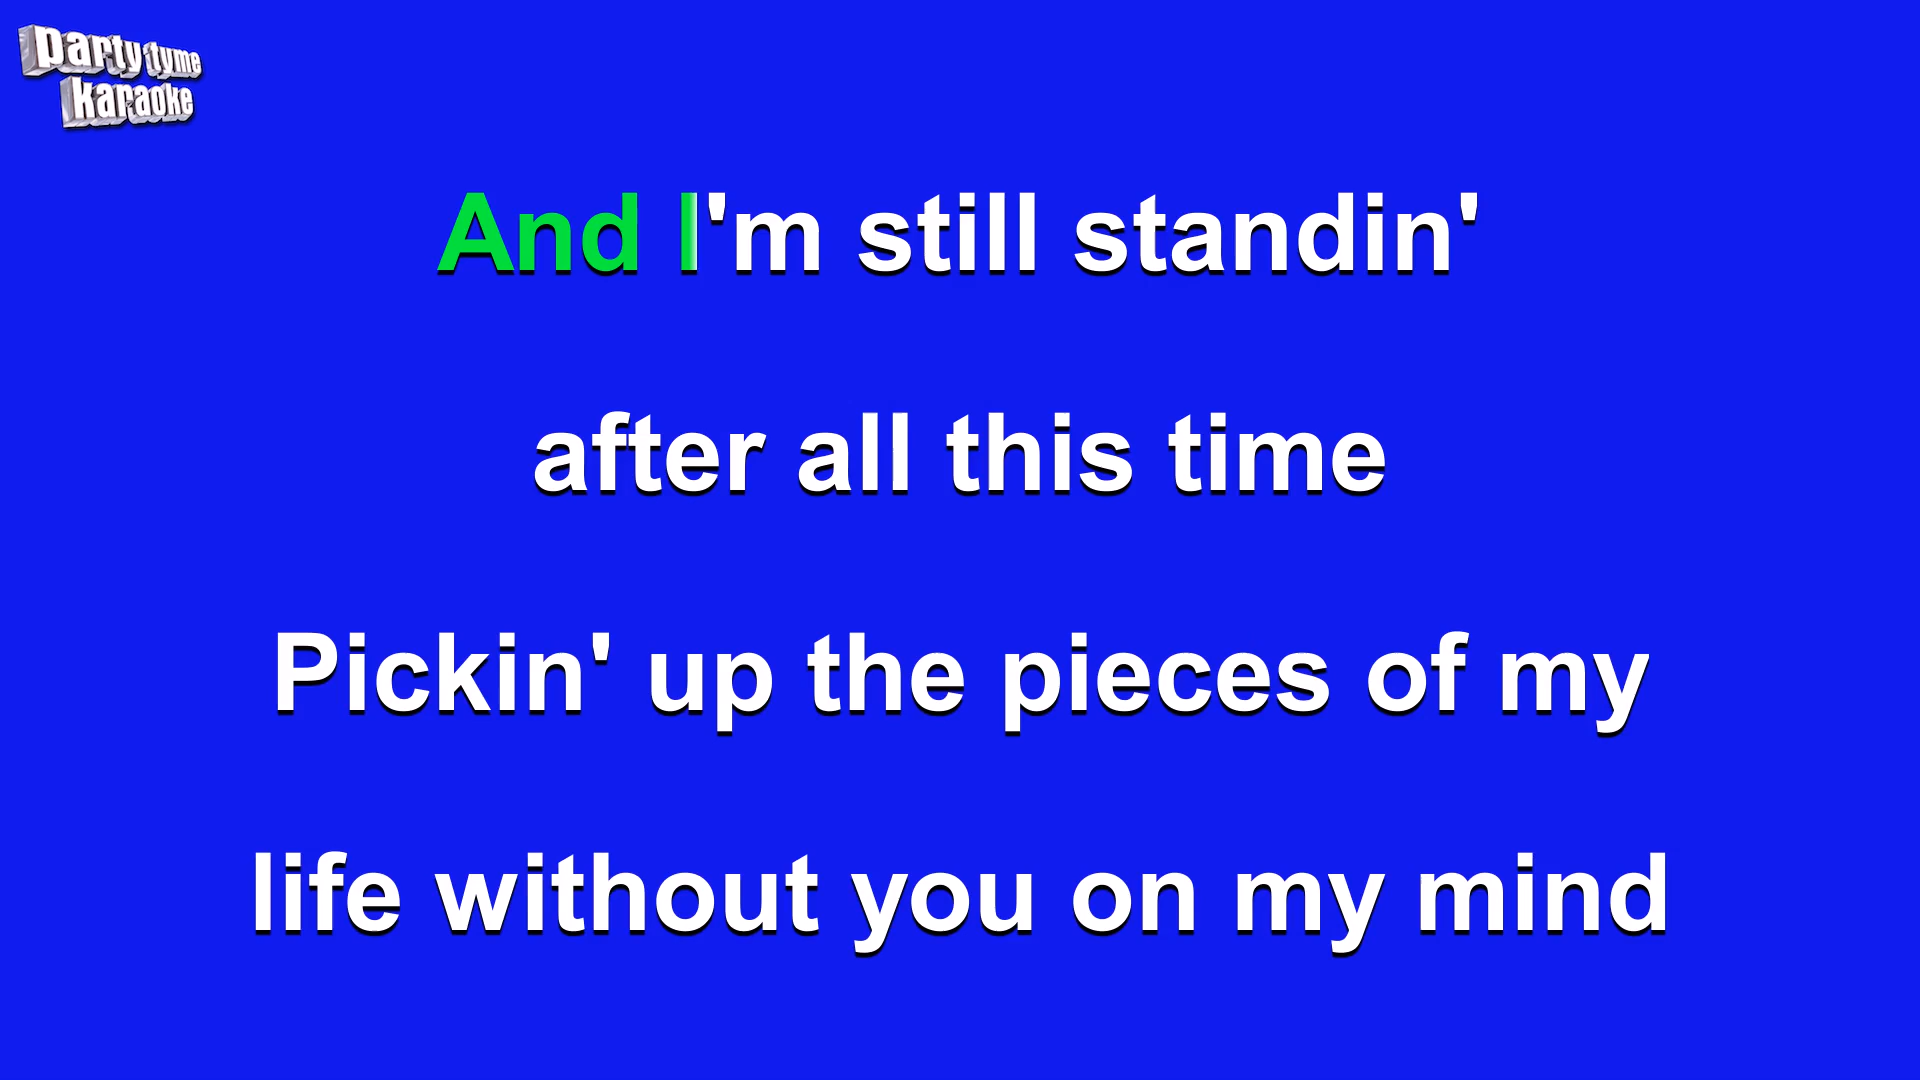 party tyme
karaoke
And I'm still standin'
after all this time
Pickin' up the pieces of my
life without you on my mind